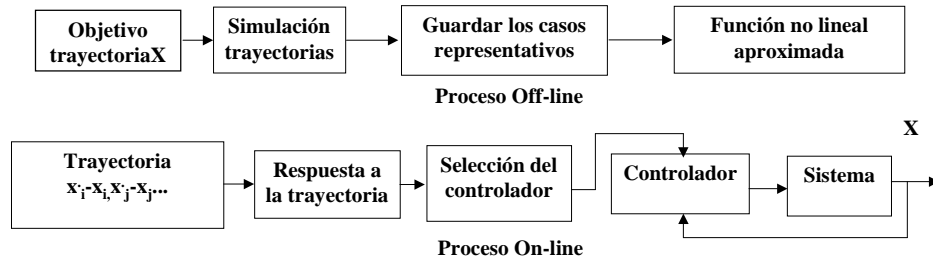 Objetivo
trayectoriaX
Simulación
trayectorias
Guardar los casos
representativos
Función no lineal
aproximada
Proceso Off-line
X
Trayectoria
x·i-xi,x·j-xj...
Respuesta a
la trayectoria
Selección del
controlador
Controlador
Sistema
Proceso On-line